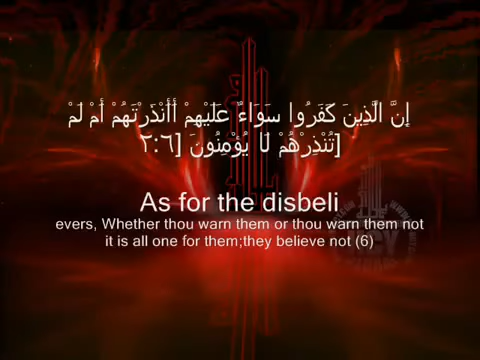 إِنَّ الَّذِينَ كَفَرُوا سَوَاءٌ عَلَيْهِمْ أَأَنْذَرْتَهُمْ أَمْ لَمْ
تُنْذِرْهُمْ لَا يُؤْمِنُونَ [٢:٦]
As for the disbeli
evers, Whether thou warn them or thou warn them not
it is all one for them;they believe not (6)